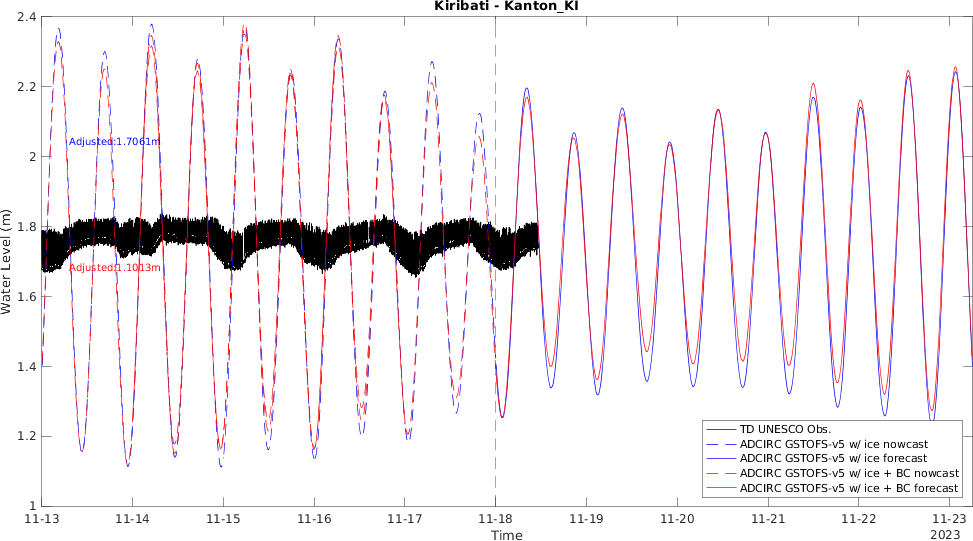 Kiribati - Kanton_KI
2.4
2.2
2
1.8
1.6
1.4
1.2
1
Water Level (m)
Adjusted:1.7061m
Adjusted:1.1013m
TD UNESCO Obs.
ADCIRC GSTOFS-v5 w/ ice nowcast
ADCIRC GSTOFS-v5 w/ ice forecast
ADCIRC GSTOFS-v5 w/ ice + BC nowcast
ADCIRC GSTOFS-v5 w/ ice + BC forecast
11-13 11-14 11-15 11-16 11-17 11-18 11-19 11-20 11-21 11-22 11-23
Time
2023